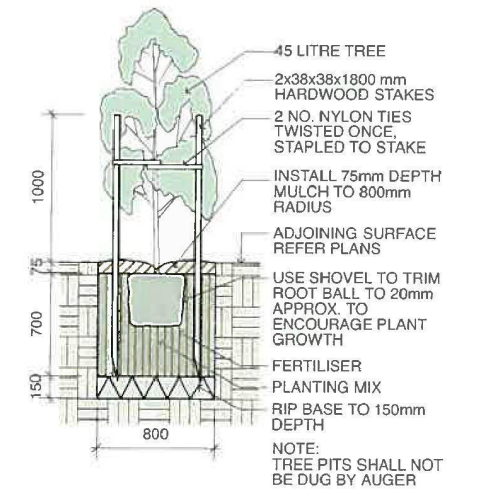 45 LITRE TREE
2x38x38x1800 mm
HARDWOOD STAKES
2 NO. NYLON TIES
TWISTED ONCE,
STAPLED TO STAKE
INSTALL 75mm DEPTH
MULCH TO 800mm
RADIUS
ADJOINING SURFACE
REFER PLANS
USE SHOVEL TO TRIM
ROOT BALL TO 20mm
APPROX. TO
ENCOURAGE PLANT
GROWTH
FERTILISER
PLANTING MIX
RIP BASE TO 150mm
DEPTH
NOTE:
TREE PITS SHALL NOT
BE DUG BY AUGER
1000
75
700
150
800